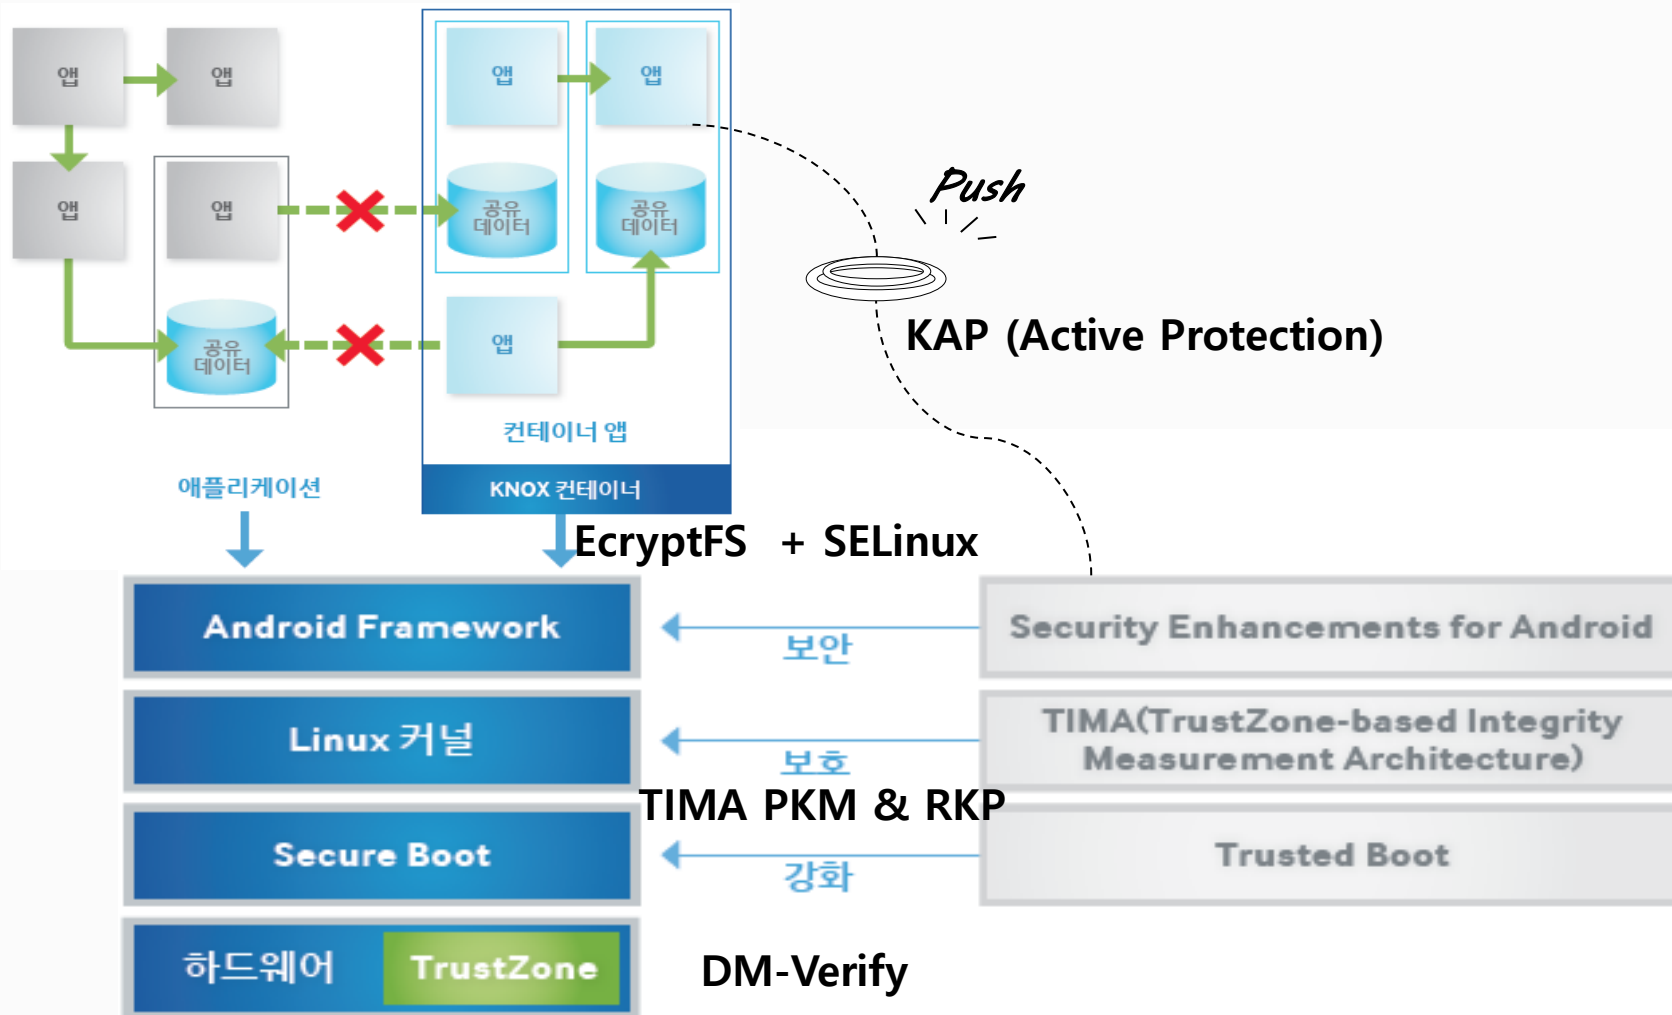 앱
앱
앱
앱
앱
앱
공유
데이터
공유
데이터
Push
공유
데이터
앱
KAP (Active Protection)
컨테이너 앱
애플리케이션
KNOX 컨테이너
EcryptFS + SELinux
Android Framework
보안
Security Enhancements for Android
Linux 커널
보호
TIMA(TrustZone-based Integrity
Measurement Architecture)
TIMA PKM & RKP
Secure Boot
강화
Trusted Boot
하드웨어
TrustZone
DM-Verify